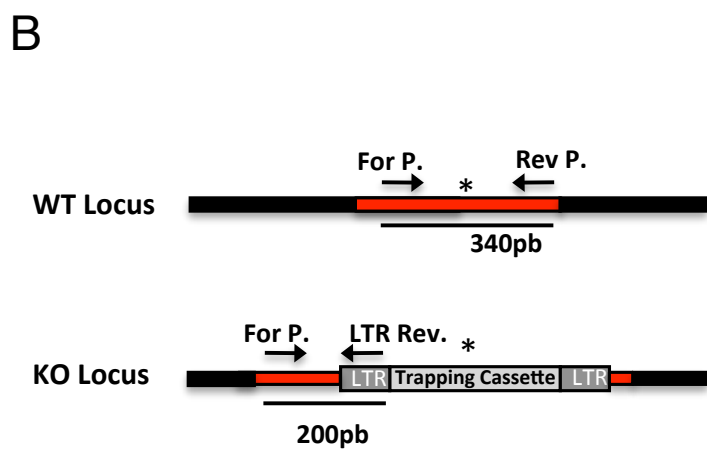 B
For P.
Rev P.
*
WT Locus
340pb
For P.
LTR Rev.
*
KO Locus
LTR Trapping Cassette LTR
200pb